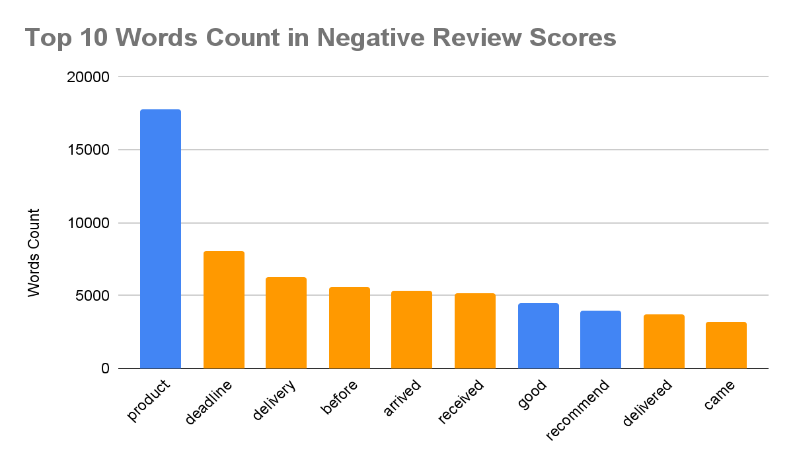 Top 10 Words Count in Negative Review Scores
Words Count
20000
15000
10000
5000
0
product
deadline
delivery
before
arrived
received
good
recommend
delivered
came